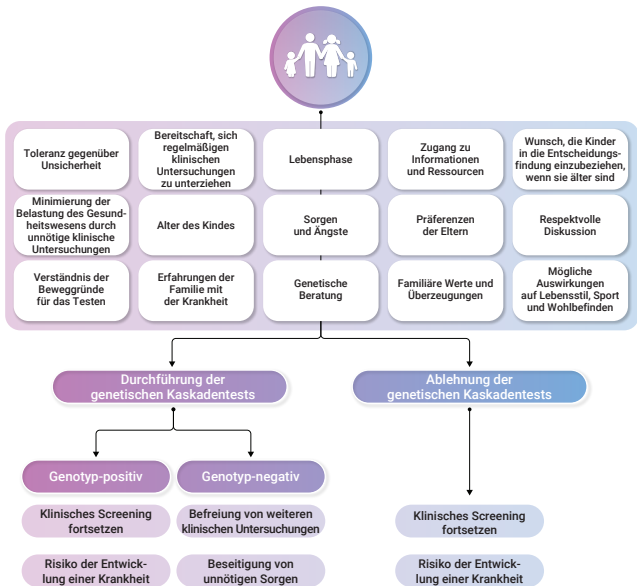 Toleranz gegenüber
Unsicherheit
Bereitschaft, sich
regelmäßigen
klinischen
Untersuchungen
zu unterziehen
Lebensphase
Zugang zu
Informationen
und Ressourcen
Wunsch, die Kinder
in die Entscheidungs-
findung einzubeziehen,
wenn sie älter sind
Minimierung der
Belastung des Gesund-
heitswesens durch
unnötige klinische
Untersuchungen
Alter des Kindes
Sorgen
und Ängste
Präferenzen
der Eltern
Respektvolle
Diskussion
Verständnis der
Beweggründe
für das Testen
Erfahrungen der
Familie mit
der Krankheit
Genetische
Beratung
Familiäre Werte und
Überzeugungen
Mögliche
Auswirkungen
auf Lebensstil, Sport
und Wohlbefinden
Durchführung der
genetischen Kaskadentests
Ablehnung der
genetischen Kaskadentests
Genotyp-positiv
Genotyp-negativ
Klinisches Screening
fortsetzen
Befreiung von weiteren
klinischen Untersuchungen
Klinisches Screening
fortsetzen
Risiko der Entwick-
lung einer Krankheit
Beseitigung von
unnötigen Sorgen
Risiko der Entwick-
lung einer Krankheit